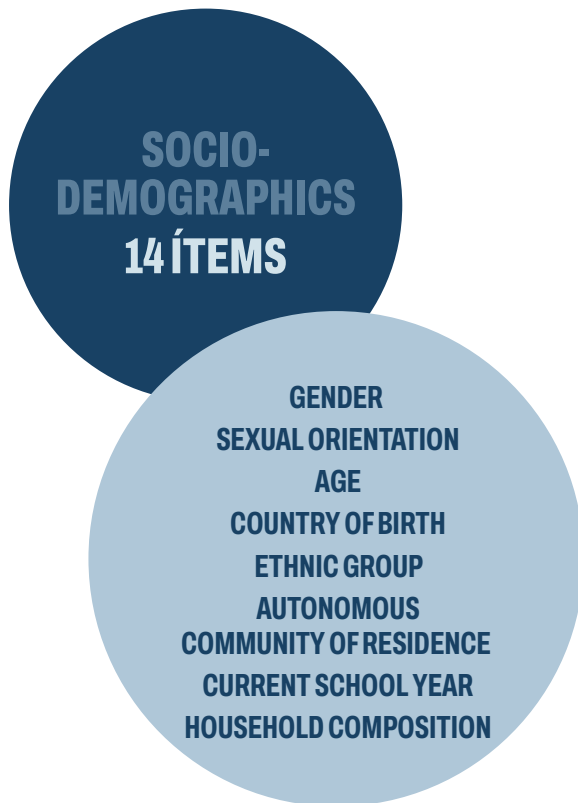 SOCIO-
DEMOGRAPHICS
14 ÍTEMS
GENDER
SEXUAL ORIENTATION
AGE
COUNTRY OF BIRTH
ETHNIC GROUP
AUTONOMOUS
COMMUNITY OF RESIDENCE
CURRENT SCHOOL YEAR
HOUSEHOLD COMPOSITION